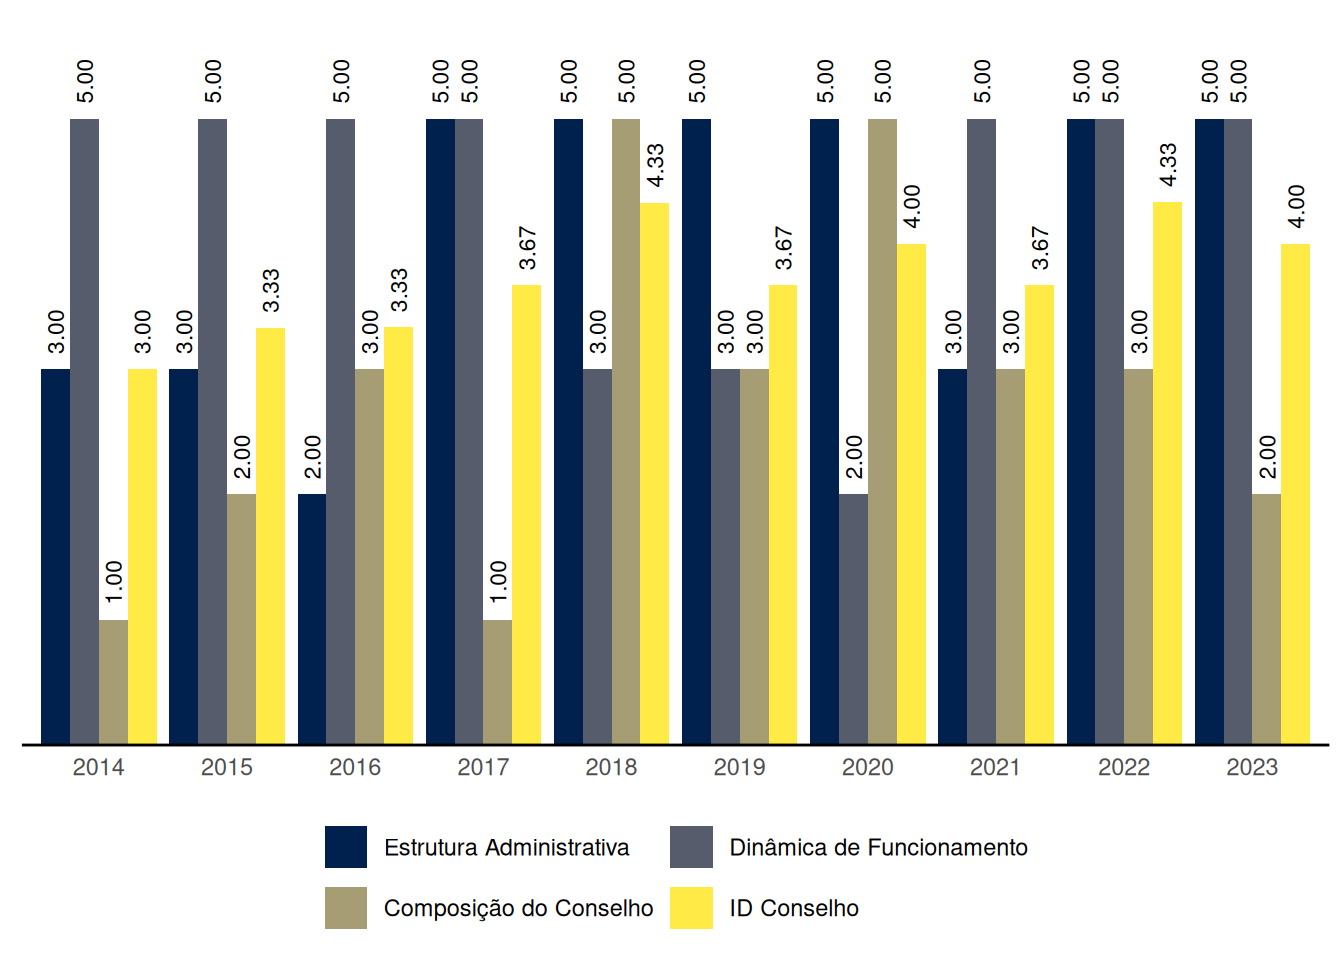 3.00 5.00 1.00 3.00
3.00 5.00 2.00 3.33
2.00 5.00 3.00 3.33
5.00 5.00 1.00 3.67
5.00 3.00 5.00 4.33
5.00 3.00 3.00 3.67
5.00 2.00 5.00 4.00
3.00 5.00 3.00 3.67
5.00 5.00 3.00 4.33
5.00 5.00 2.00 4.00
2014 2015 2016 2017 2018 2019 2020 2021 2022 2023
Estrutura Administrativa Dinâmica de Funcionamento
Composição do Conselho ID Conselho